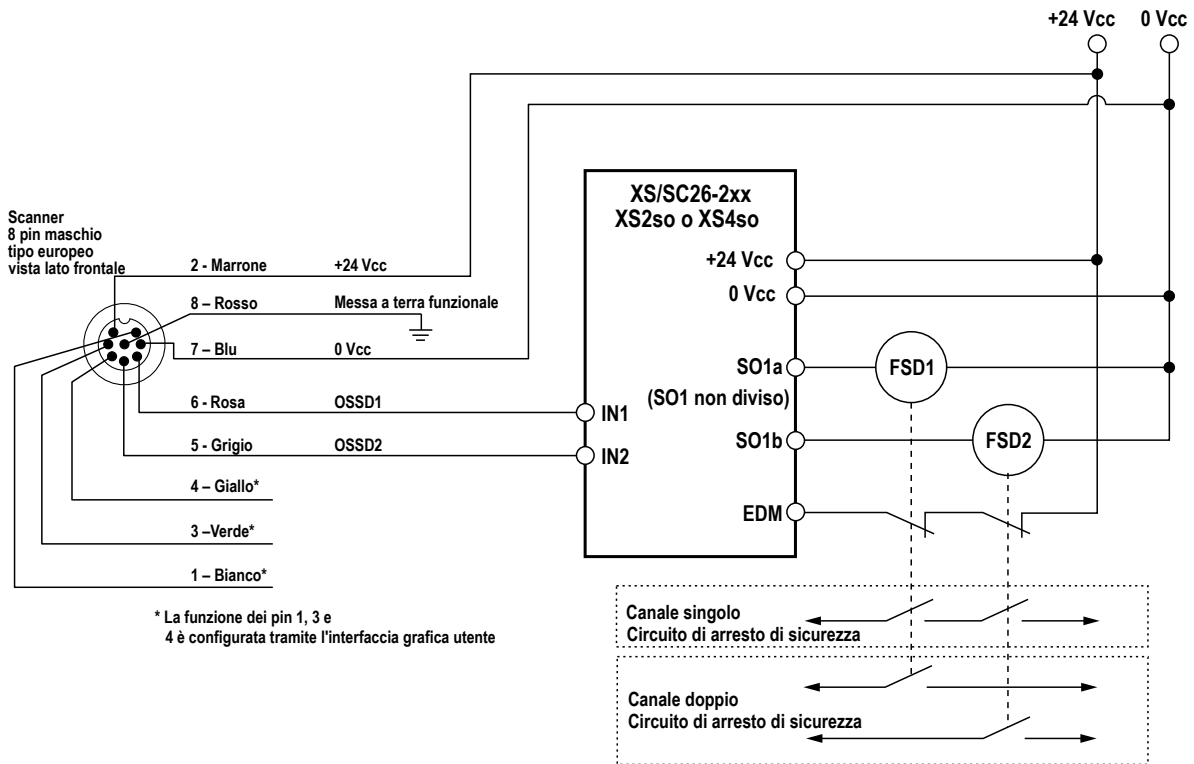 +24 Vcc 0 Vcc
XS/SC26-2xx
XS2so o XS4so
Scanner
8 pin maschio
tipo europeo
vista lato frontale
2 - Marrone +24 Vcc
8 – Rosso Messa a terra funzionale
7 – Blu 0 Vcc
6 - Rosa OSSD1
5 - Grigio OSSD2
4 – Giallo*
3 –Verde*
1 – Bianco*
* La funzione dei pin 1, 3 e
4 è configurata tramite l'interfaccia grafica utente
+24 Vcc
0 Vcc
SO1a
(SO1 non diviso)
SO1b
EDM
IN1
IN2
FSD1
FSD2
Canale singolo
Circuito di arresto di sicurezza
Canale doppio
Circuito di arresto di sicurezza